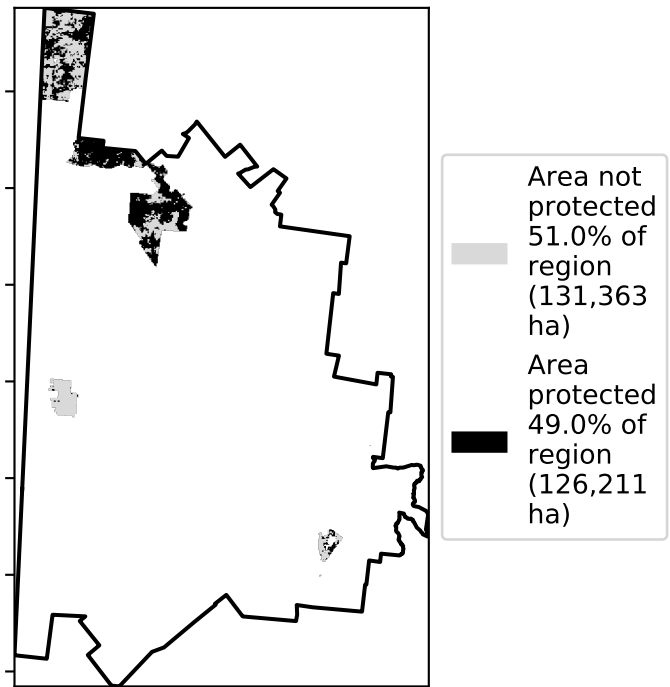 Area not
protected
51.0% of
region
(131,363
ha)
Area
protected
49.0% of
region
(126,211
ha)